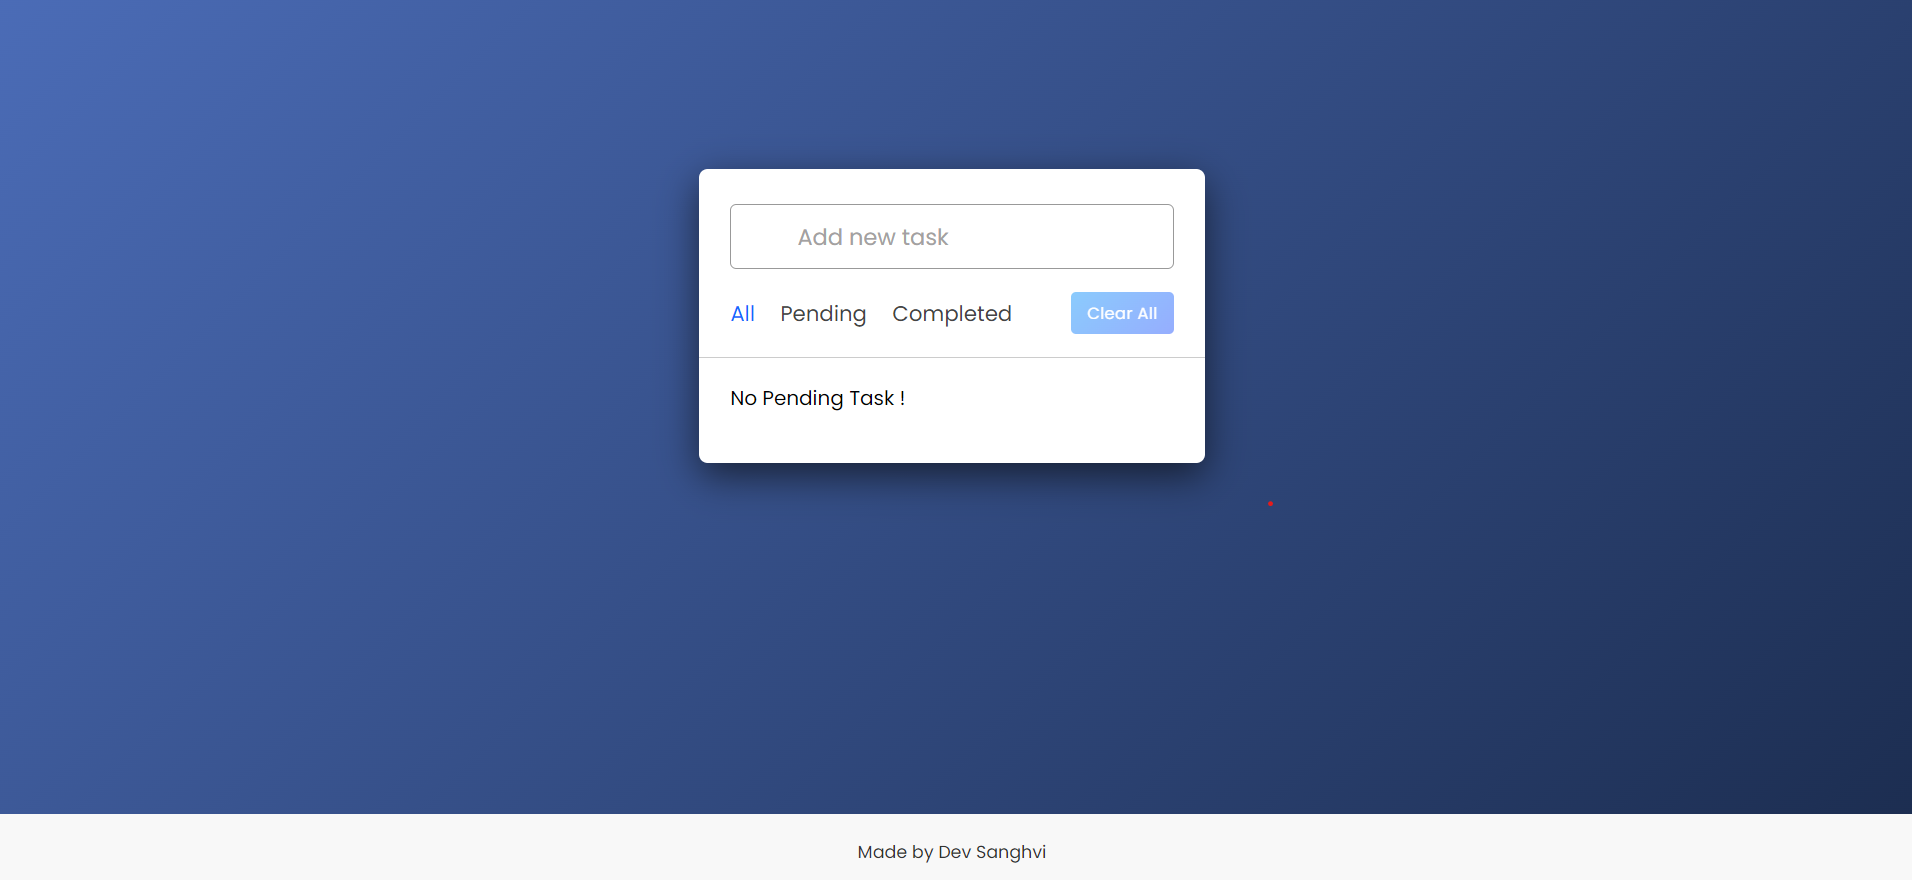 Add new task
All Pending Completed Clear All
No Pending Task !
Made by Dev Sanghvi